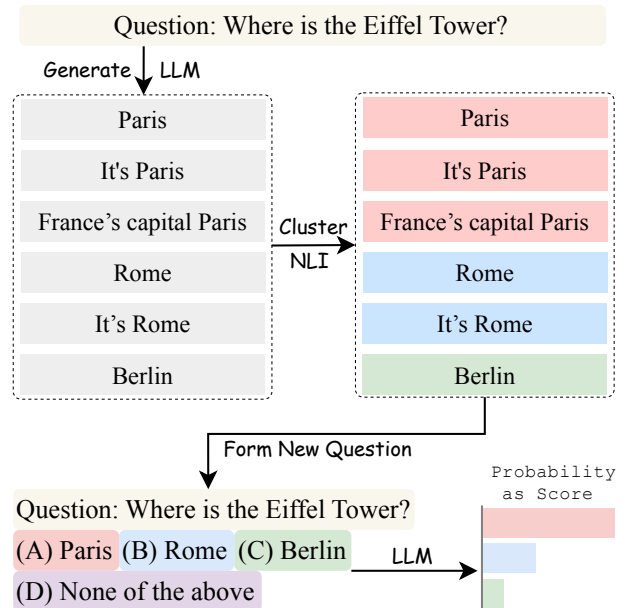 Question: Where is the Eiffel Tower?
Generate LLM
Paris
It's Paris
France's capital Paris
Rome
It's Rome
Berlin
Cluster
NLI
Paris
It's Paris
France's capital Paris
Rome
It's Rome
Berlin
Form New Question
Question: Where is the Eiffel Tower?
(A) Paris (B) Rome (C) Berlin
(D) None of the above
LLM
Probability
as Score